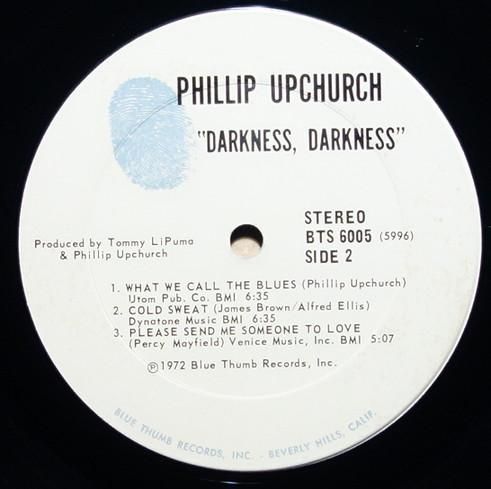 PHILLIP UPCHURCH
"DARKNESS, DARKNESS"
STEREO
BTS 6005 (5996)
SIDE 2
Produced by Tommy LiPuma
& Phillip Upchurch
1. WHAT WE CALL THE BLUES (Phillip Upchurch)
Utom Pub. Co. BMI 6:35
2. COLD SWEAT (James Brown/Alfred Ellis)
Dynatone Music BMI 6:35
3. PLEASE SEND ME SOMEONE TO LOVE
(Percy Mayfield) Venice Music, Inc. BMI 5:07
℗1972 Blue Thumb Records, Inc.
BLUE THUMB RECORDS, INC. - BEVERLY HILLS, CALIF.